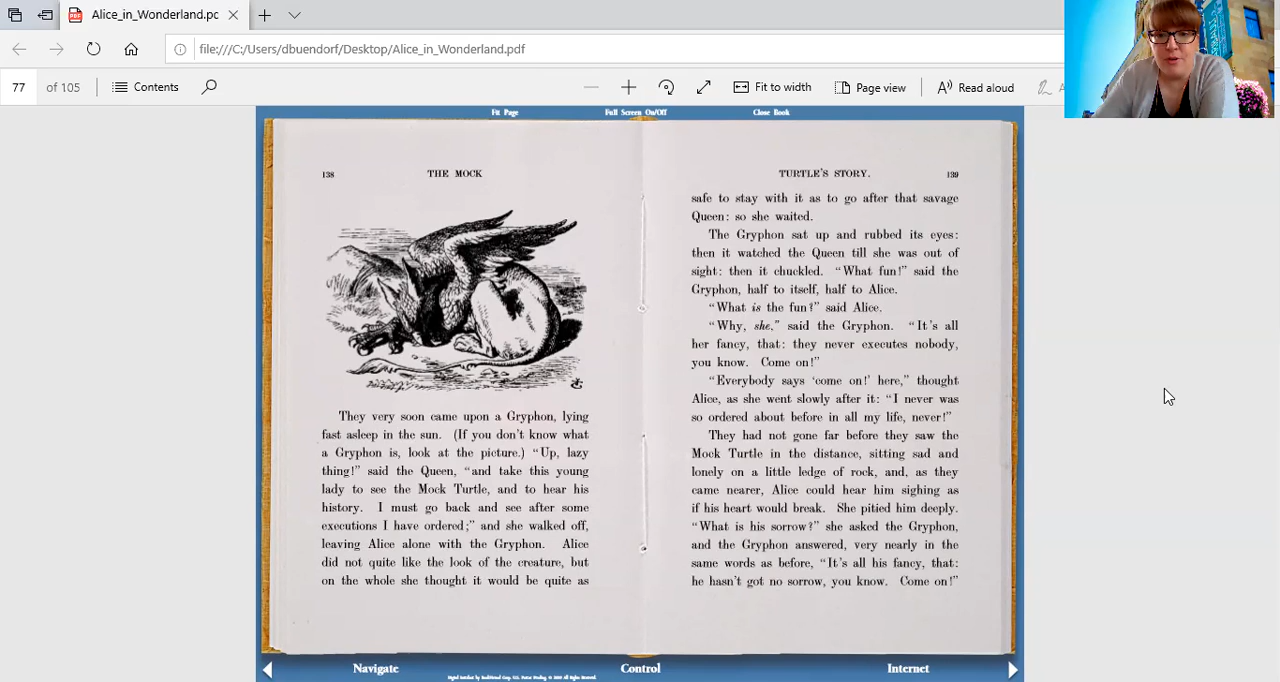 Alice_in_Wonderland.pc
file:///C:/Users/dbuendorf/Desktop/Alice_in_Wonderland.pdf
77 of 105 Contents Fit to width Page view Read aloud
Fit Page Full Screen On/Off Close Book
138 THE MOCK
They very soon came upon a Gryphon, lying
fast asleep in the sun. (If you don't know what
a Gryphon is, look at the picture.) “Up, lazy
thing!” said the Queen, “and take this young
lady to see the Mock Turtle, and to hear his
history. I must go back and see after some
executions I have ordered;” and she walked off,
leaving Alice alone with the Gryphon. Alice
did not quite like the look of the creature, but
on the whole she thought it would be quite as
TURTLE'S STORY. 139
safe to stay with it as to go after that savage
Queen: so she waited.
The Gryphon sat up and rubbed its eyes:
then it watched the Queen till she was out of
sight: then it chuckled. “What fun!” said the
Gryphon, half to itself, half to Alice.
“What is the fun?” said Alice.
“Why, she,” said the Gryphon. “It's all
her fancy, that: they never executes nobody,
you know. Come on!”
“Everybody says ‘come on!’ here,” thought
Alice, as she went slowly after it: “I never was
so ordered about before in all my life, never!”
They had not gone far before they saw the
Mock Turtle in the distance, sitting sad and
lonely on a little ledge of rock, and, as they
came nearer, Alice could hear him sighing as
if his heart would break. She pitied him deeply.
“What is his sorrow?” she asked the Gryphon,
and the Gryphon answered, very nearly in the
same words as before, “It's all his fancy, that:
he hasn't got no sorrow, you know. Come on!”
Navigate Control Internet